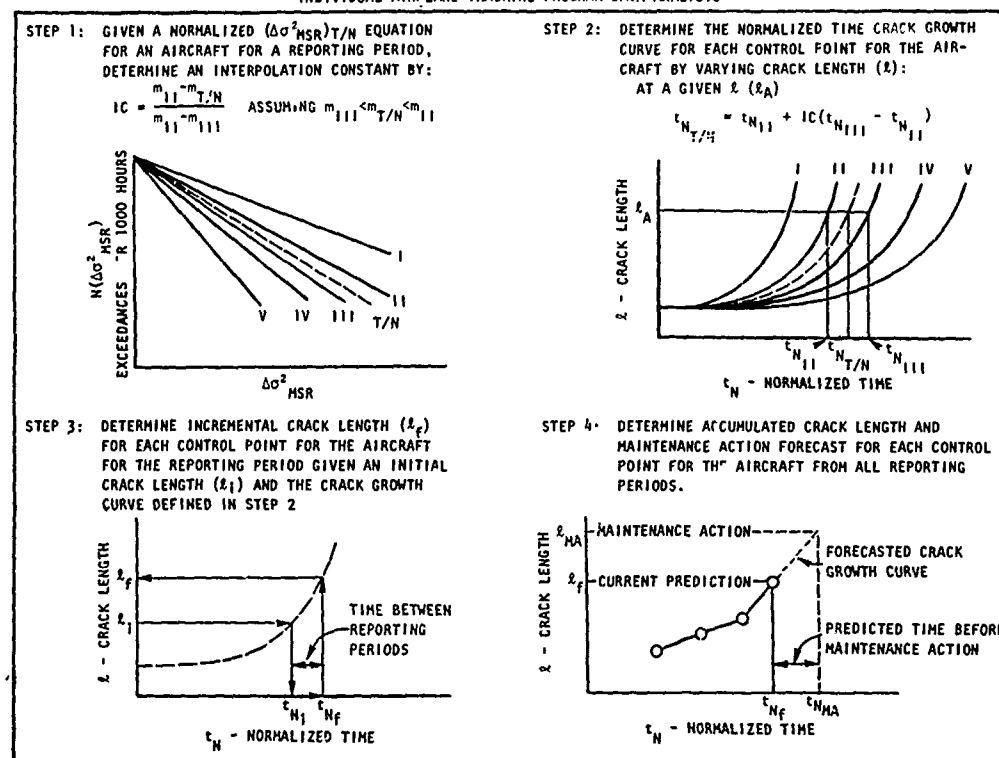 STEP 1: GIVEN A NORMALIZED (Δσ²MSR)T/N EQUATION
FOR AN AIRCRAFT FOR A REPORTING PERIOD,
DETERMINE AN INTERPOLATION CONSTANT BY:
IC = (mII - mT/N) / (mII - mIII) ASSUMING mIII < mT/N < mII
N(Δσ²MSR)
EXCEEDANCES R 1000 HOURS
I
II
T/N
III
IV
V
Δσ²MSR
STEP 2: DETERMINE THE NORMALIZED TIME CRACK GROWTH
CURVE FOR EACH CONTROL POINT FOR THE AIR-
CRAFT BY VARYING CRACK LENGTH (ℓ):
AT A GIVEN ℓ (ℓA)
tNT/N = tNII + IC(tNIII - tNII)
I II III IV V
ℓA
ℓ - CRACK LENGTH
tNII tNT/N tNIII
tN - NORMALIZED TIME
STEP 3: DETERMINE INCREMENTAL CRACK LENGTH (ℓf)
FOR EACH CONTROL POINT FOR THE AIRCRAFT
FOR THE REPORTING PERIOD GIVEN AN INITIAL
CRACK LENGTH (ℓi) AND THE CRACK GROWTH
CURVE DEFINED IN STEP 2
ℓ - CRACK LENGTH
ℓf
ℓi
TIME BETWEEN
REPORTING
PERIODS
tNi tNf
tN - NORMALIZED TIME
STEP 4· DETERMINE ACCUMULATED CRACK LENGTH AND
MAINTENANCE ACTION FORECAST FOR EACH CONTROL
POINT FOR THE AIRCRAFT FROM ALL REPORTING
PERIODS.
ℓ - CRACK LENGTH
ℓMA MAINTENANCE ACTION
FORECASTED CRACK
GROWTH CURVE
ℓf CURRENT PREDICTION
PREDICTED TIME BEFORE
MAINTENANCE ACTION
tNf tNMA
tN - NORMALIZED TIME